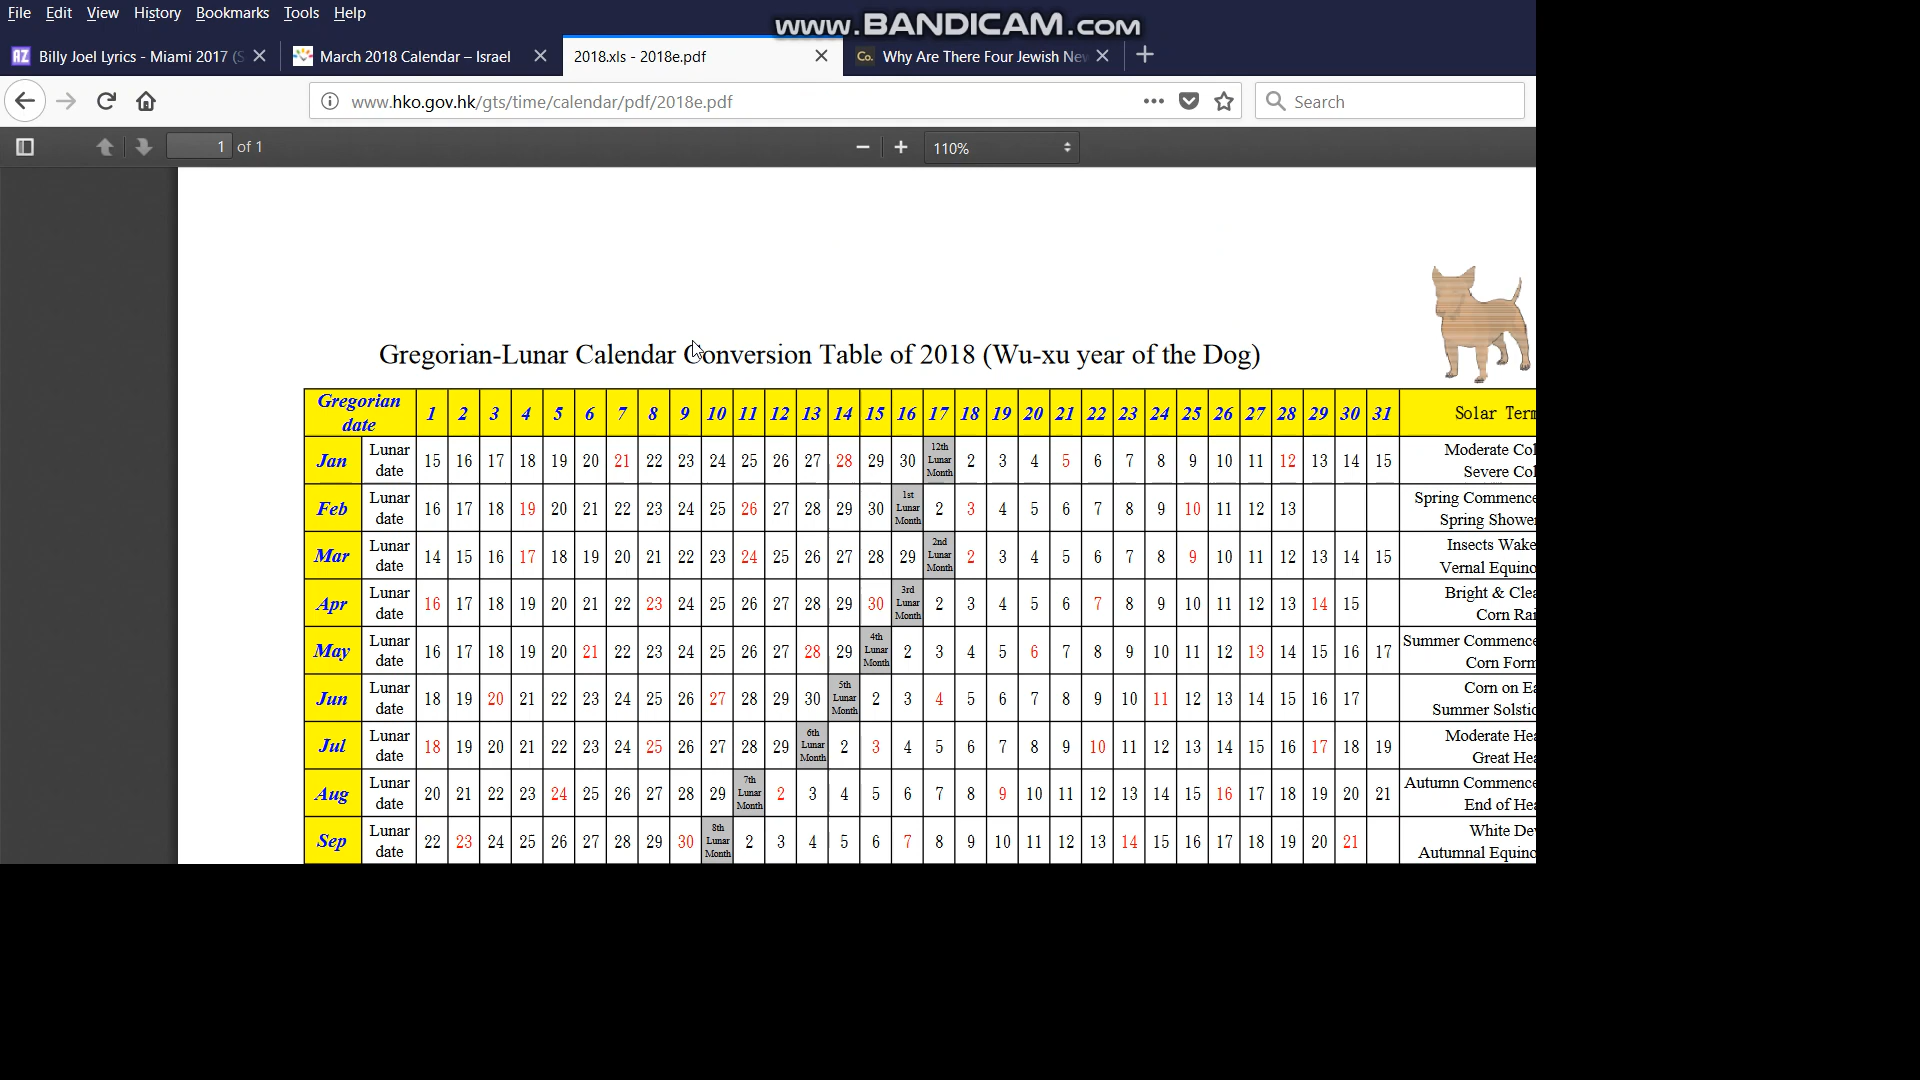 File Edit View History Bookmarks Tools Help
www.BANDICAM.com
AZ Billy Joel Lyrics - Miami 2017 (S
March 2018 Calendar – Israel
2018.xls - 2018e.pdf
Co. Why Are There Four Jewish Nev
www.hko.gov.hk/gts/time/calendar/pdf/2018e.pdf
Search
1 of 1
110%
Gregorian-Lunar Calendar Conversion Table of 2018 (Wu-xu year of the Dog)
Gregorian date 1 2 3 4 5 6 7 8 9 10 11 12 13 14 15 16 17 18 19 20 21 22 23 24 25 26 27 28 29 30 31 Solar Term
Jan Lunar date 15 16 17 18 19 20 21 22 23 24 25 26 27 28 29 30 12th Lunar Month 2 3 4 5 6 7 8 9 10 11 12 13 14 15 Moderate Col Severe Col
Feb Lunar date 16 17 18 19 20 21 22 23 24 25 26 27 28 29 30 1st Lunar Month 2 3 4 5 6 7 8 9 10 11 12 13 Spring Commence Spring Shower
Mar Lunar date 14 15 16 17 18 19 20 21 22 23 24 25 26 27 28 29 2nd Lunar Month 2 3 4 5 6 7 8 9 10 11 12 13 14 15 Insects Wake Vernal Equino
Apr Lunar date 16 17 18 19 20 21 22 23 24 25 26 27 28 29 30 3rd Lunar Month 2 3 4 5 6 7 8 9 10 11 12 13 14 15 Bright & Clea Corn Rai
May Lunar date 16 17 18 19 20 21 22 23 24 25 26 27 28 29 4th Lunar Month 2 3 4 5 6 7 8 9 10 11 12 13 14 15 16 17 Summer Commence Corn Form
Jun Lunar date 18 19 20 21 22 23 24 25 26 27 28 29 30 5th Lunar Month 2 3 4 5 6 7 8 9 10 11 12 13 14 15 16 17 Corn on Ea Summer Solstic
Jul Lunar date 18 19 20 21 22 23 24 25 26 27 28 29 6th Lunar Month 2 3 4 5 6 7 8 9 10 11 12 13 14 15 16 17 18 19 Moderate Hea Great Hea
Aug Lunar date 20 21 22 23 24 25 26 27 28 29 7th Lunar Month 2 3 4 5 6 7 8 9 10 11 12 13 14 15 16 17 18 19 20 21 Autumn Commence End of Hea
Sep Lunar date 22 23 24 25 26 27 28 29 30 8th Lunar Month 2 3 4 5 6 7 8 9 10 11 12 13 14 15 16 17 18 19 20 21 White De Autumnal Equino